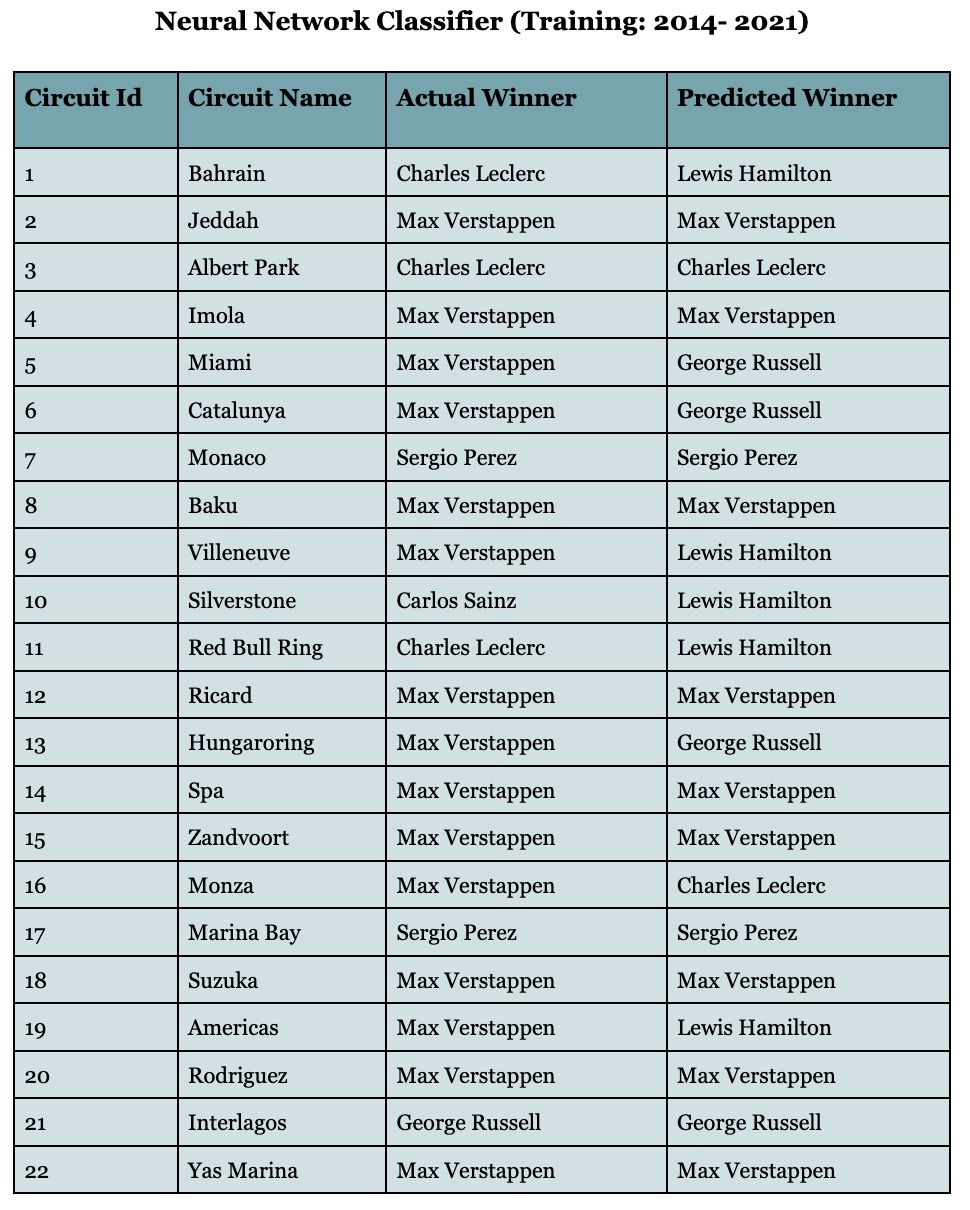 Neural Network Classifier (Training: 2014- 2021)
Circuit Id Circuit Name Actual Winner Predicted Winner
1 Bahrain Charles Leclerc Lewis Hamilton
2 Jeddah Max Verstappen Max Verstappen
3 Albert Park Charles Leclerc Charles Leclerc
4 Imola Max Verstappen Max Verstappen
5 Miami Max Verstappen George Russell
6 Catalunya Max Verstappen George Russell
7 Monaco Sergio Perez Sergio Perez
8 Baku Max Verstappen Max Verstappen
9 Villeneuve Max Verstappen Lewis Hamilton
10 Silverstone Carlos Sainz Lewis Hamilton
11 Red Bull Ring Charles Leclerc Lewis Hamilton
12 Ricard Max Verstappen Max Verstappen
13 Hungaroring Max Verstappen George Russell
14 Spa Max Verstappen Max Verstappen
15 Zandvoort Max Verstappen Max Verstappen
16 Monza Max Verstappen Charles Leclerc
17 Marina Bay Sergio Perez Sergio Perez
18 Suzuka Max Verstappen Max Verstappen
19 Americas Max Verstappen Lewis Hamilton
20 Rodriguez Max Verstappen Max Verstappen
21 Interlagos George Russell George Russell
22 Yas Marina Max Verstappen Max Verstappen